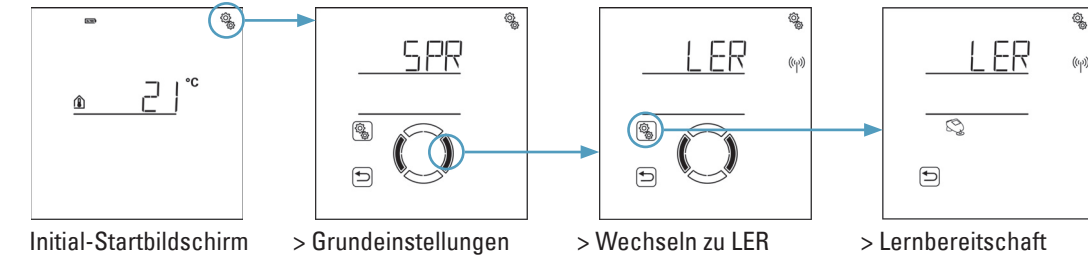 SPR
LER
LER
21 °C
Initial-Startbildschirm
> Grundeinstellungen
> Wechseln zu LER
> Lernbereitschaft